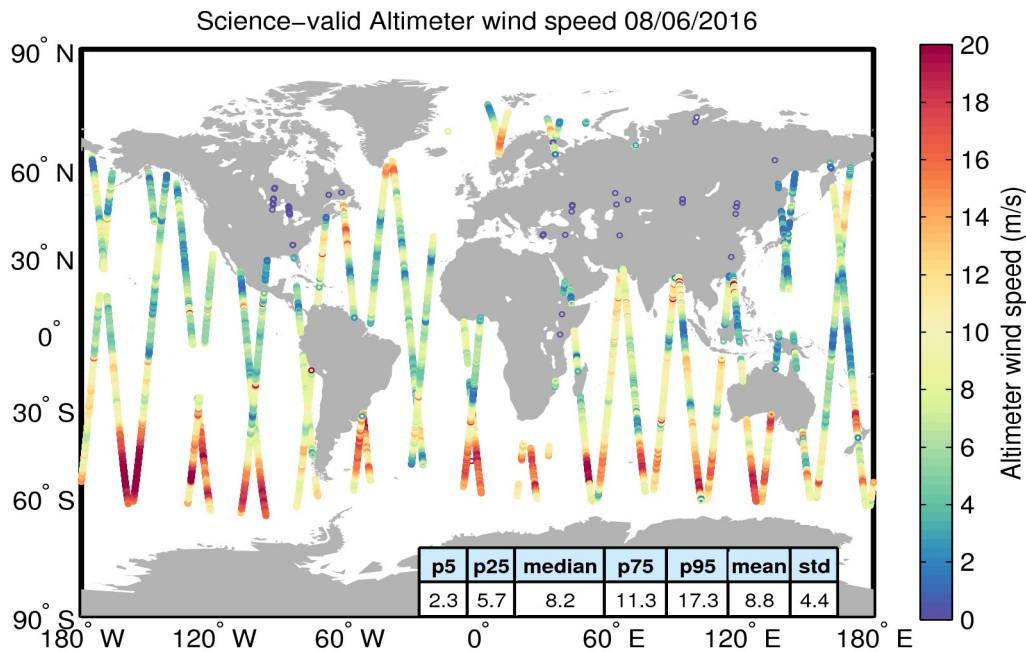 Science−valid Altimeter wind speed 08/06/2016
90° N
60° N
30° N
0°
30° S
60° S
90° S
180° W
120° W
60° W
0°
60° E
120° E
180° E
p5 p25 median p75 p95 mean std
2.3 5.7 8.2 11.3 17.3 8.8 4.4
20
18
16
14
12
10
8
6
4
2
0
Altimeter wind speed (m/s)